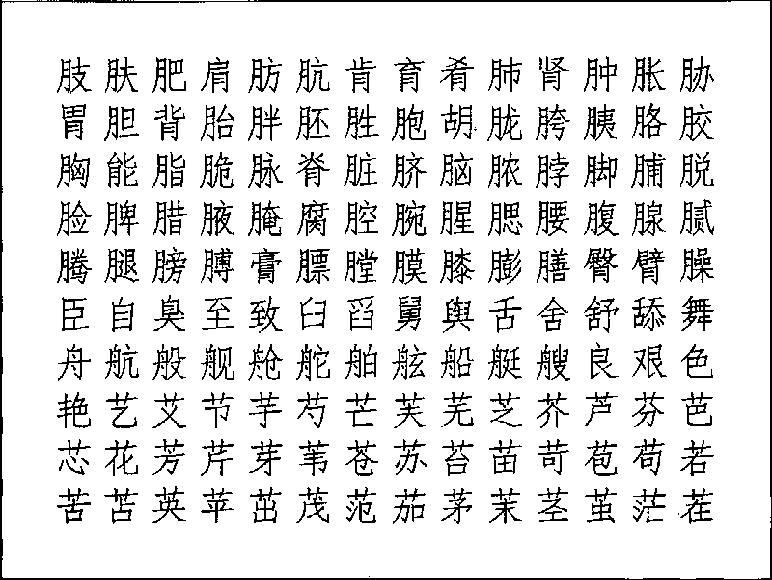 肢肤肥肩肪肮肯育肴肺肾肿胀胁
胃胆背胎胖胚胜胞胡胧胯胰胳胶
胸能脂脆脉脊脏脐脑脓脖脚脯脱
脸脾腊腋腌腐腔腕腥腮腰腹腺腻
腾腿膀膊膏膘膛膜膝膨膳臀臂臊
臣自臭至致臼舀舅舆舌舍舒舔舞
舟航般舰舱舵舶舷船艇艘良艰色
艳艺艾节芋芍芒芙芜芝芥芦芬芭
芯花芳芹芽苇苍苏苔苗苛苞苟若
苦苫英苹茁茂范茄茅茉茎茧茫茬